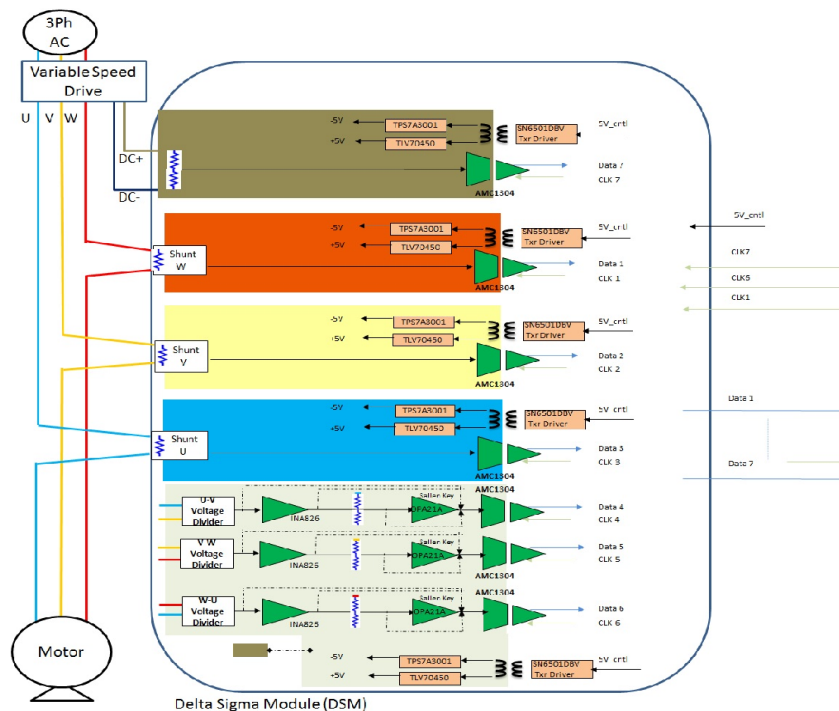 3Ph
AC
Variable Speed
Drive
U V W
DC+
DC-
-5V
TPS7A3001
+5V
TLV70450
SN6501DBV
Txr Driver
5V_cntl
Data 7
CLK 7
AMC1304
Shunt
W
-5V
TPS7A3001
+5V
TLV70450
SN6501DBV
Txr Driver
5V_cntl
Data 1
CLK 1
AMC1304
5V_cntl
CLK7
CLK6
CLK1
Shunt
V
-5V
TPS7A3001
+5V
TLV70450
SN6501DBV
Txr Driver
5V_cntl
Data 2
CLK 2
AMC1304
Shunt
U
-5V
TPS7A3001
+5V
TLV70450
SN6501DBV
Txr Driver
5V_cntl
Data 3
CLK 3
AMC1304
Data 1
Data 7
U-V
Voltage
Divider
INA826
Sallen Key
OPA21A
AMC1304
Data 4
CLK 4
V W
Voltage
Divider
INA826
Sallen Key
OPA21A
Data 5
CLK 5
AMC1304
W-U
Voltage
Divider
INA826
Sallen Key
OPA21A
Data 6
CLK 6
-5V
TPS7A3001
+5V
TLV70450
SN6501DBV
Txr Driver
5V_cntl
Motor
Delta Sigma Module (DSM)